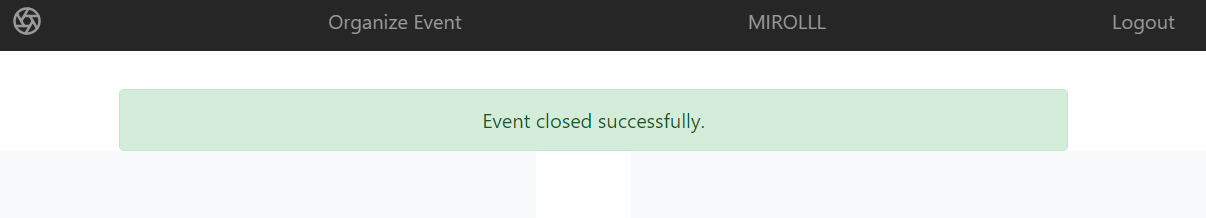 Organize Event MIROLLL Logout
Event closed successfully.